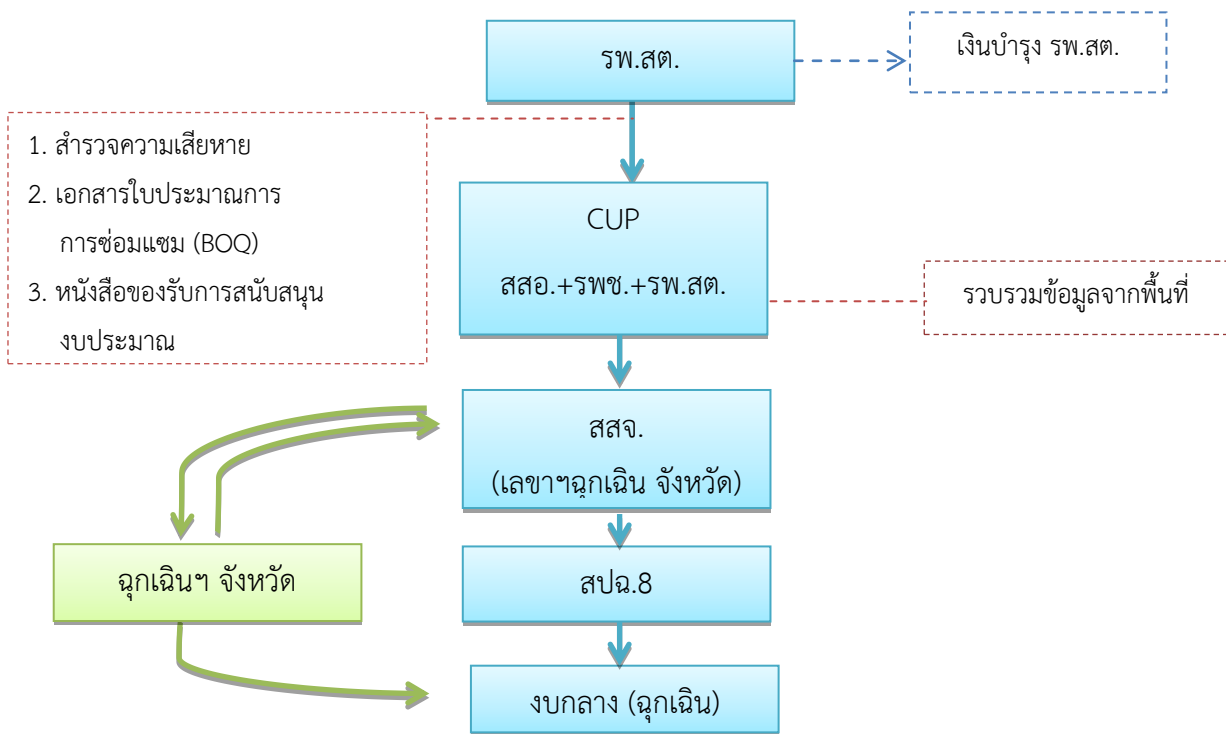 รพ.สต.
เงินบำรุง รพ.สต.
1. สำรวจความเสียหาย
2. เอกสารใบประมาณการ
การซ่อมแซม (BOQ)
3. หนังสือของรับการสนับสนุน
งบประมาณ
CUP
สสอ.+รพช.+รพ.สต.
รวบรวมข้อมูลจากพื้นที่
สสจ.
(เลขาฯฉุกเฉิน จังหวัด)
ฉุกเฉินฯ จังหวัด
สปฉ.8
งบกลาง (ฉุกเฉิน)